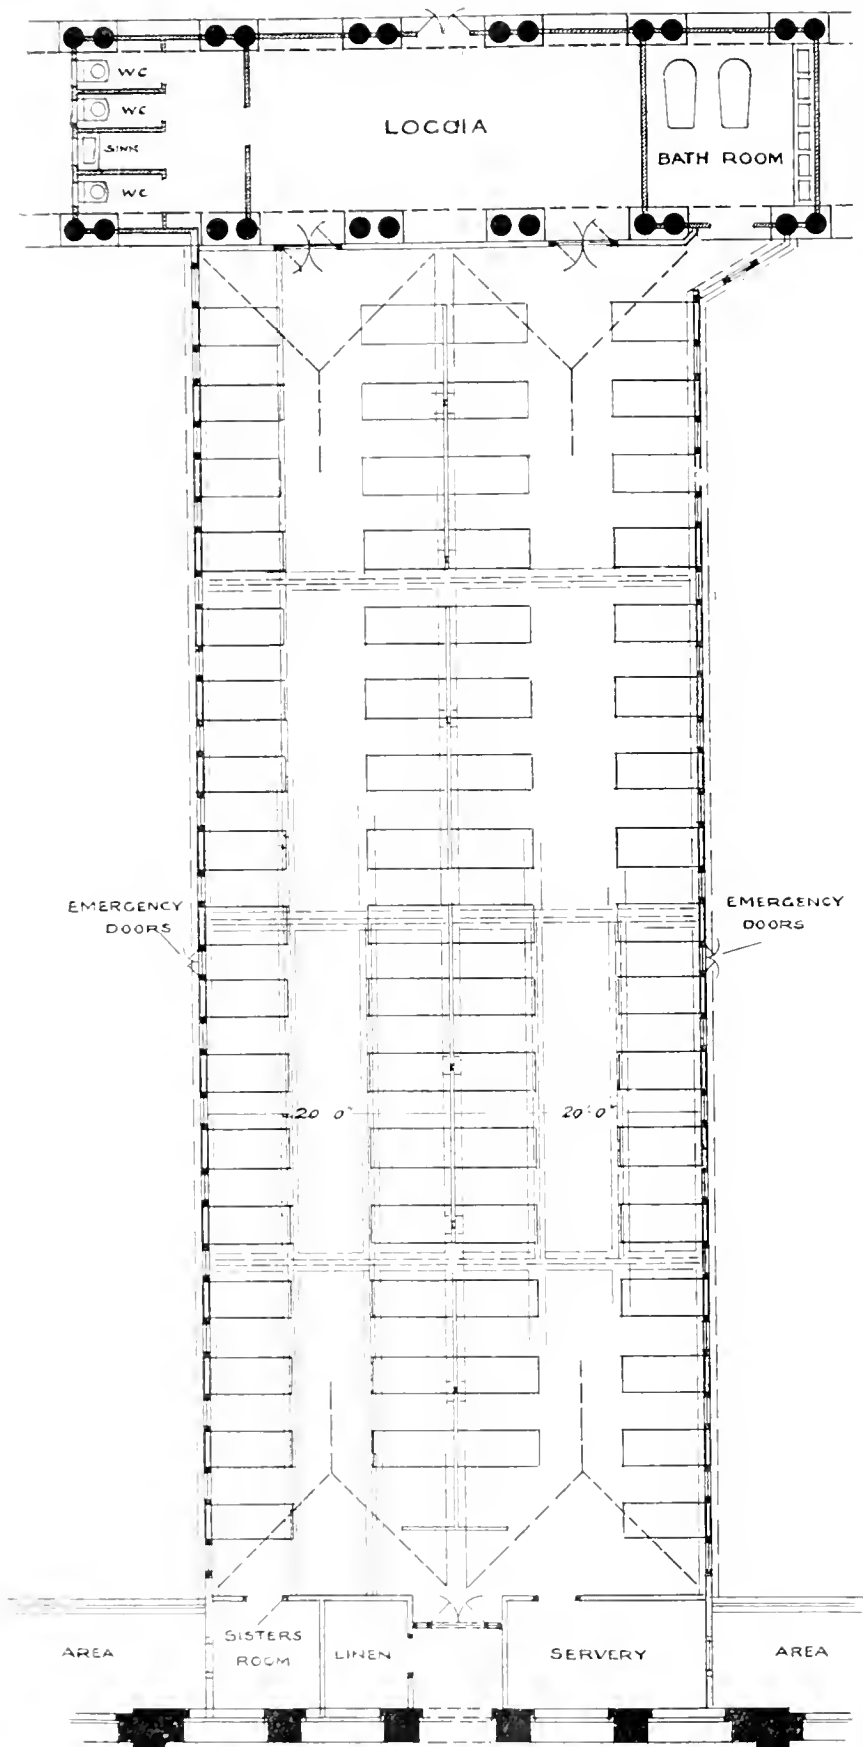 WC
WC
SINK
WC
LOGGIA
BATH ROOM
EMERGENCY
DOORS
EMERGENCY
DOORS
20' 0"
20' 0"
AREA
SISTERS
ROOM
LINEN
SERVERY
AREA